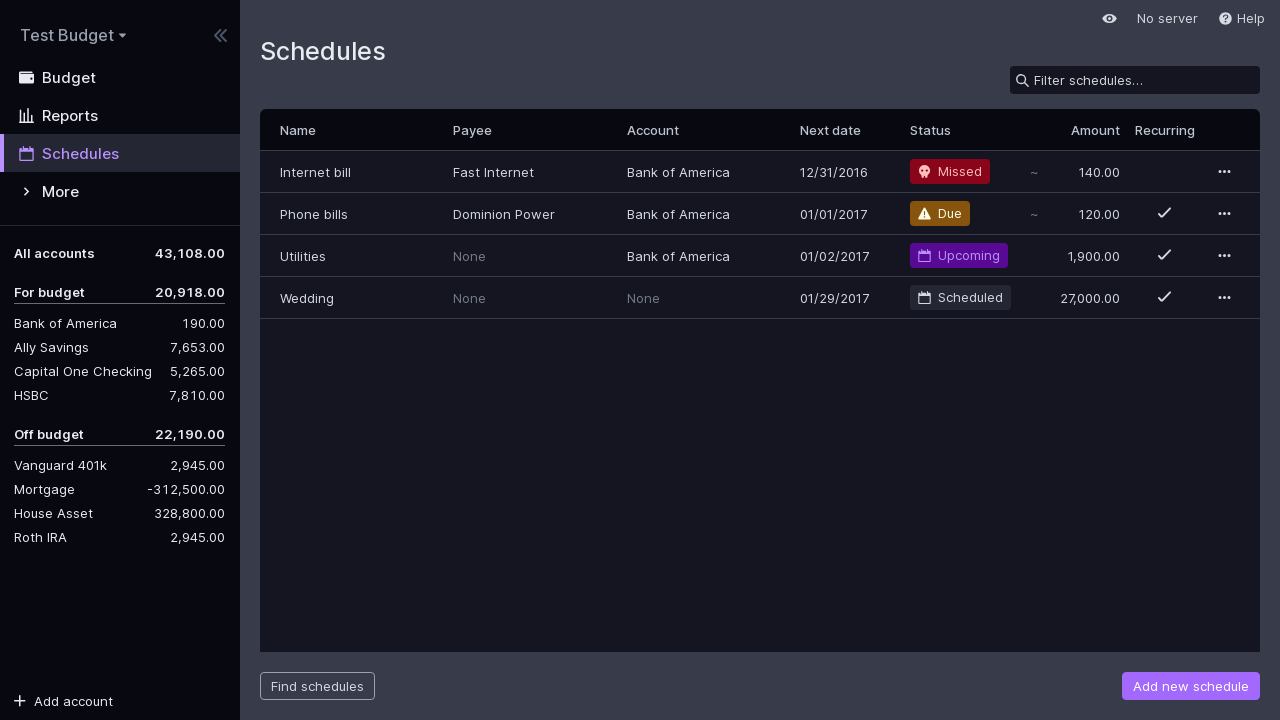 Test Budget
Budget
Reports
Schedules
More
All accounts 43,108.00
For budget 20,918.00
Bank of America 190.00
Ally Savings 7,653.00
Capital One Checking 5,265.00
HSBC 7,810.00
Off budget 22,190.00
Vanguard 401k 2,945.00
Mortgage -312,500.00
House Asset 328,800.00
Roth IRA 2,945.00
Add account
No server Help
Schedules
Filter schedules…
Name Payee Account Next date Status Amount Recurring
Internet bill Fast Internet Bank of America 12/31/2016 Missed ~ 140.00
Phone bills Dominion Power Bank of America 01/01/2017 Due ~ 120.00
Utilities None Bank of America 01/02/2017 Upcoming 1,900.00
Wedding None None 01/29/2017 Scheduled 27,000.00
Find schedules Add new schedule